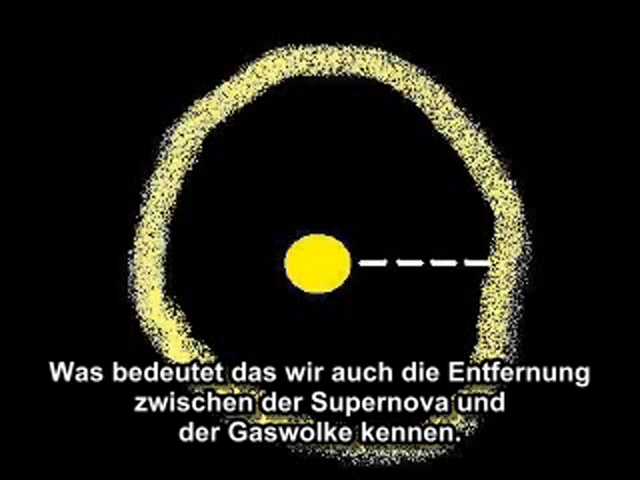 Was bedeutet das wir auch die Entfernung
zwischen der Supernova und
der Gaswolke kennen.